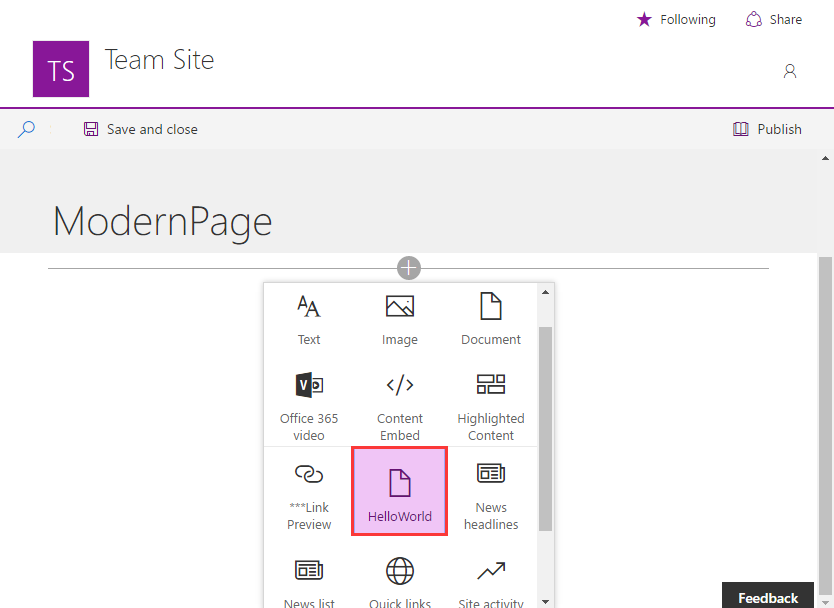 Following
Share
TS
Team Site
Save and close
Publish
ModernPage
Text
Image
Document
Office 365
video
Content
Embed
Highlighted
Content
***Link
Preview
HelloWorld
News
headlines
News list
Quick links
Site activity
Feedback